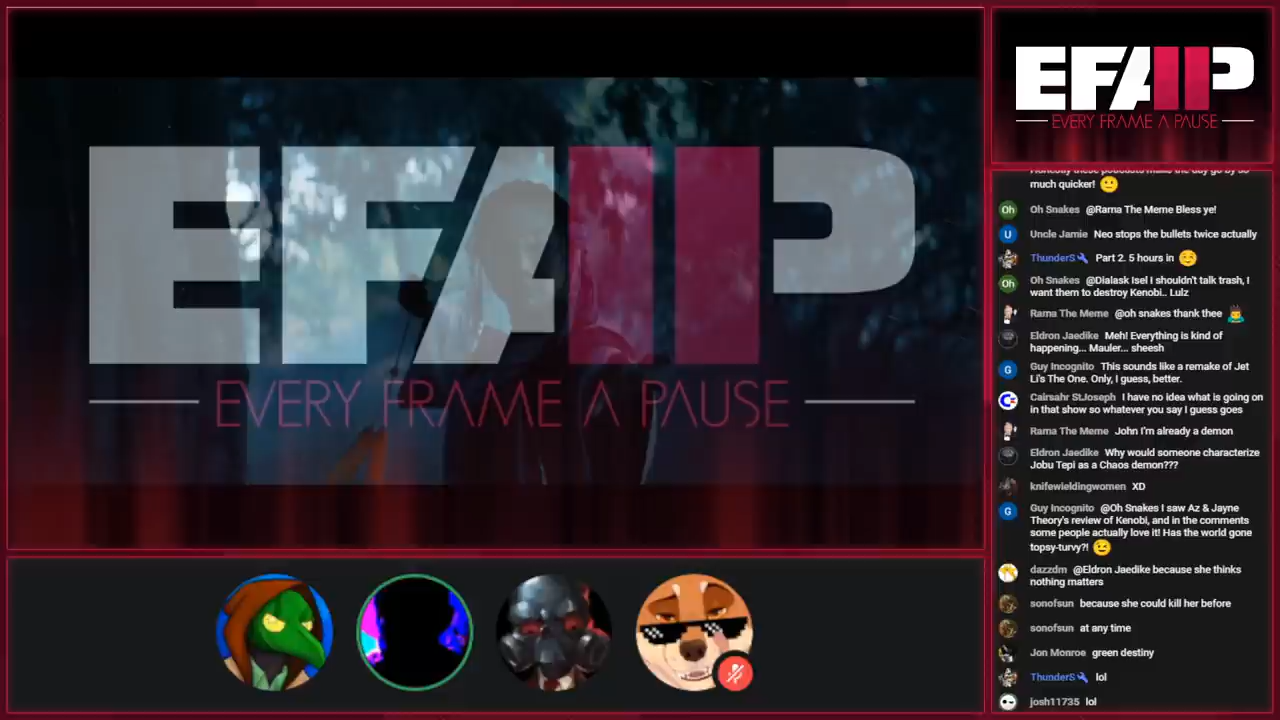 EFAP
EVERY FRAME A PAUSE
EFAP
EVERY FRAME A PAUSE
much quicker!
Oh Oh Snakes @Rama The Meme Bless ye!
U Uncle Jamie Neo stops the bullets twice actually
ThunderS Part 2. 5 hours in
Oh Oh Snakes @Dialask Isel I shouldn't talk trash, I
want them to destroy Kenobi.. Lulz
Rama The Meme @oh snakes thank thee
Eldron Jaedike Meh! Everything is kind of
happening... Mauler... sheesh
G Guy Incognito This sounds like a remake of Jet
Li's The One. Only, I guess, better.
Cairsahr StJoseph I have no idea what is going on
in that show so whatever you say I guess goes
Rama The Meme John I'm already a demon
Eldron Jaedike Why would someone characterize
Jobu Tepi as a Chaos demon???
knifewieldingwomen XD
G Guy Incognito @Oh Snakes I saw Az & Jayne
Theory's review of Kenobi, and in the comments
some people actually love it! Has the world gone
topsy-turvy?!
dazzdm @Eldron Jaedike because she thinks
nothing matters
sonofsun because she could kill her before
sonofsun at any time
Jon Monroe green destiny
ThunderS lol
josh11735 lol